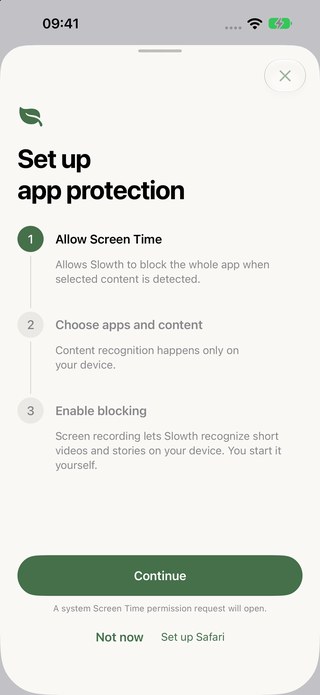 09:41
Set up
app protection
1 Allow Screen Time
Allows Slowth to block the whole app when
selected content is detected.
2 Choose apps and content
Content recognition happens only on
your device.
3 Enable blocking
Screen recording lets Slowth recognize short
videos and stories on your device. You start it
yourself.
Continue
A system Screen Time permission request will open.
Not now Set up Safari